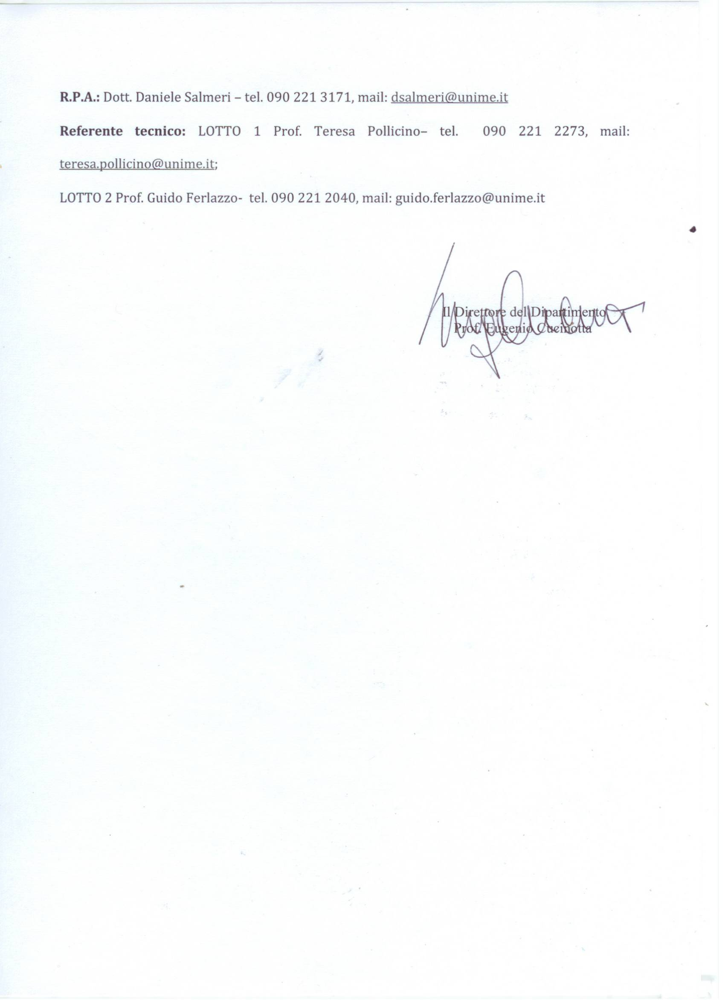 R.P.A.: Dott. Daniele Salmeri – tel. 090 221 3171, mail: dsalmeri@unime.it
Referente tecnico: LOTTO 1 Prof. Teresa Pollicino– tel. 090 221 2273, mail:
teresa.pollicino@unime.it;
LOTTO 2 Prof. Guido Ferlazzo- tel. 090 221 2040, mail: guido.ferlazzo@unime.it
Il Direttore del Dipartimento
Prof. Eugenio Cucinotta